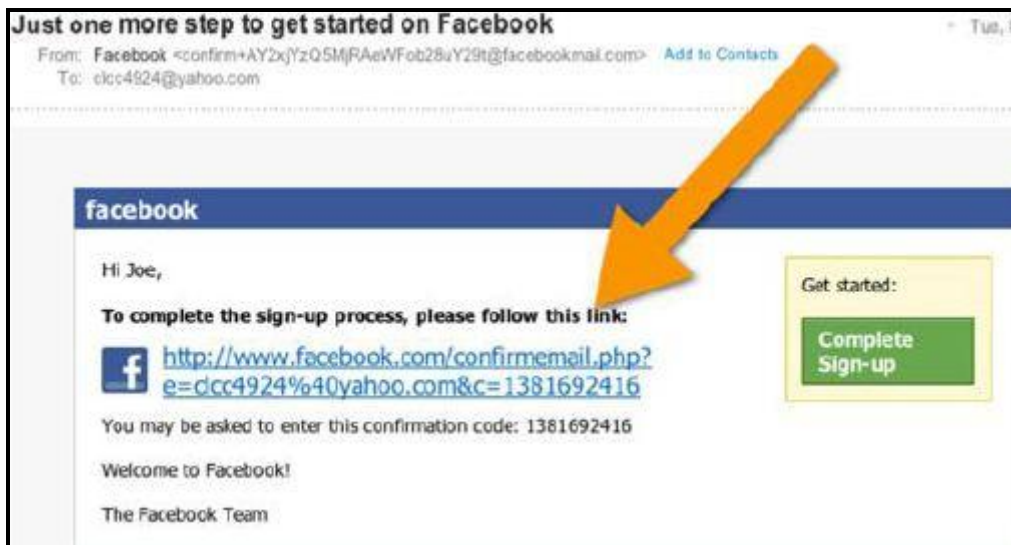 Just one more step to get started on Facebook
Tue,
From: Facebook <confirm+ @facebookmail.com> Add to Contacts
To: clcc4924@yahoo.com
facebook
Hi Joe,
To complete the sign-up process, please follow this link:
f
http://www.facebook.com/confirmemail.php?
e=clcc4924%40yahoo.com&c=1381692416
You may be asked to enter this confirmation code: 1381692416
Welcome to Facebook!
The Facebook Team
Get started:
Complete
Sign-up